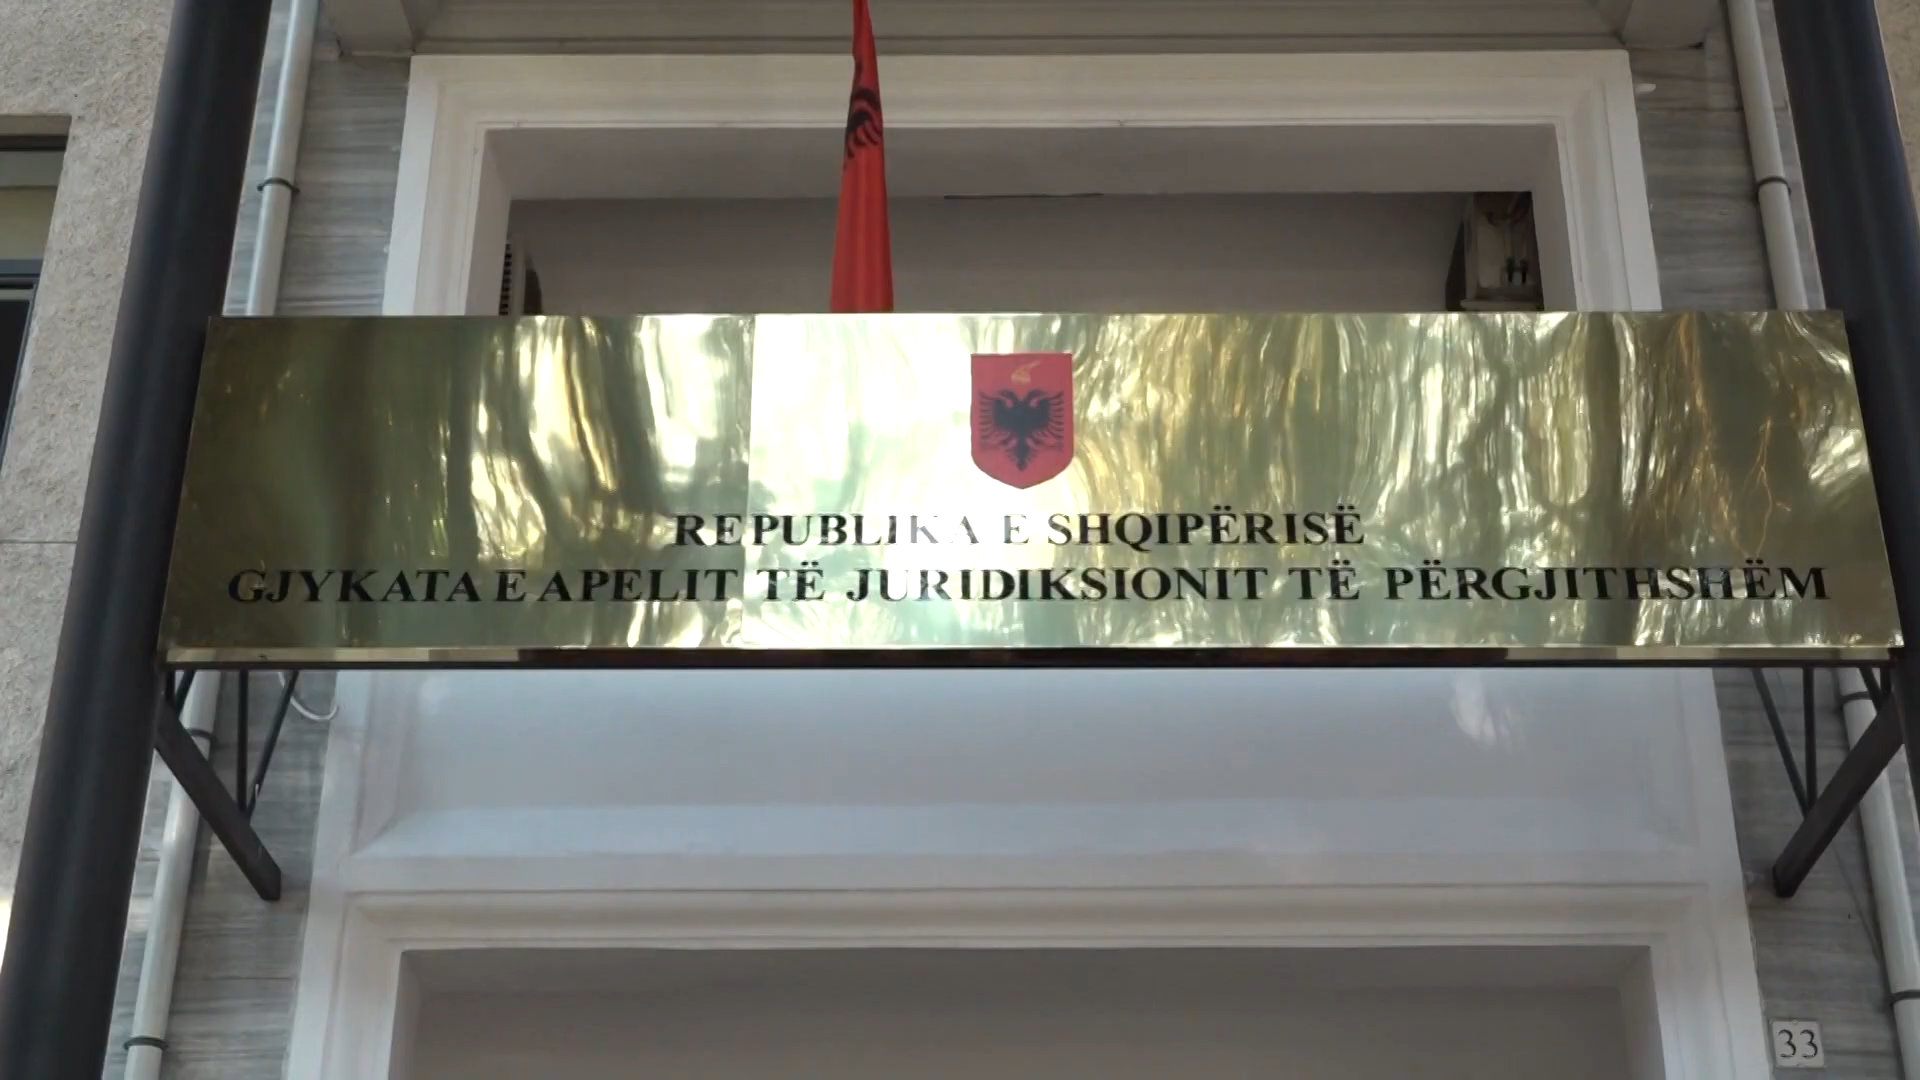 REPUBLIKA E SHQIPËRISË
GJYKATA E APELIT TË JURIDIKSIONIT TË PËRGJITHSHËM
33